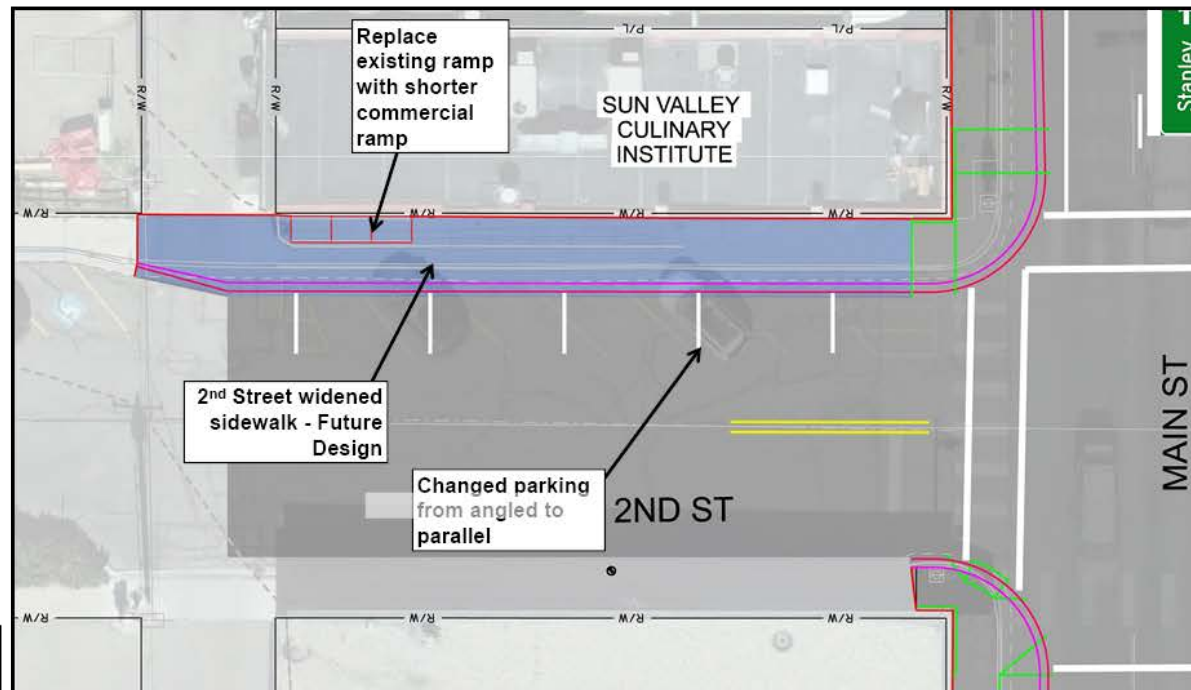 P/L
P/L
Replace
existing ramp
with shorter
commercial
ramp
SUN VALLEY
CULINARY
INSTITUTE
Stanley
R/W
R/W
R/W
R/W
R/W
R/W
R/W
2nd Street widened
sidewalk - Future
Design
Changed parking
from angled to
parallel
2ND ST
MAIN ST
R/W
R/W
R/W
R/W